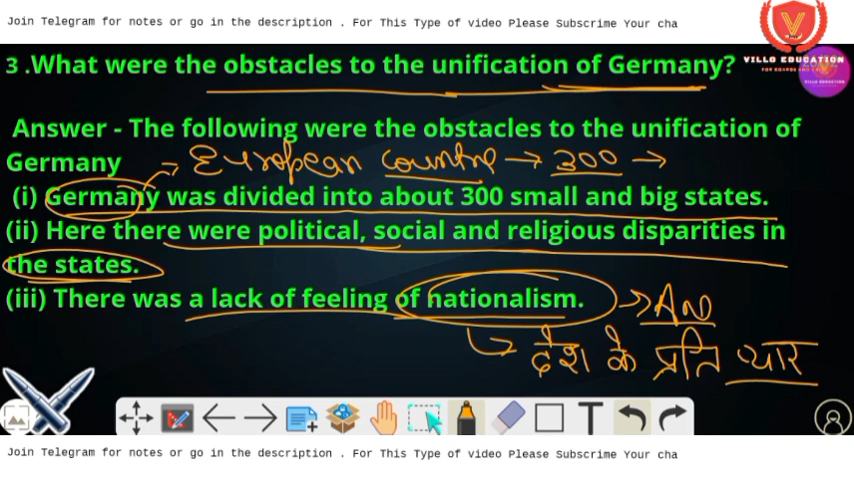 Join Telegram for notes or go in the description . For This Type of video Please Subscrime Your cha
3 .What were the obstacles to the unification of Germany?
VILLO EDUCATION
Answer - The following were the obstacles to the unification of
Germany → European countrie → 300 →
(i) Germany was divided into about 300 small and big states.
(ii) Here there were political, social and religious disparities in
the states.
(iii) There was a lack of feeling of nationalism. → Ans
देश के प्रति प्यार
Join Telegram for notes or go in the description . For This Type of video Please Subscrime Your cha